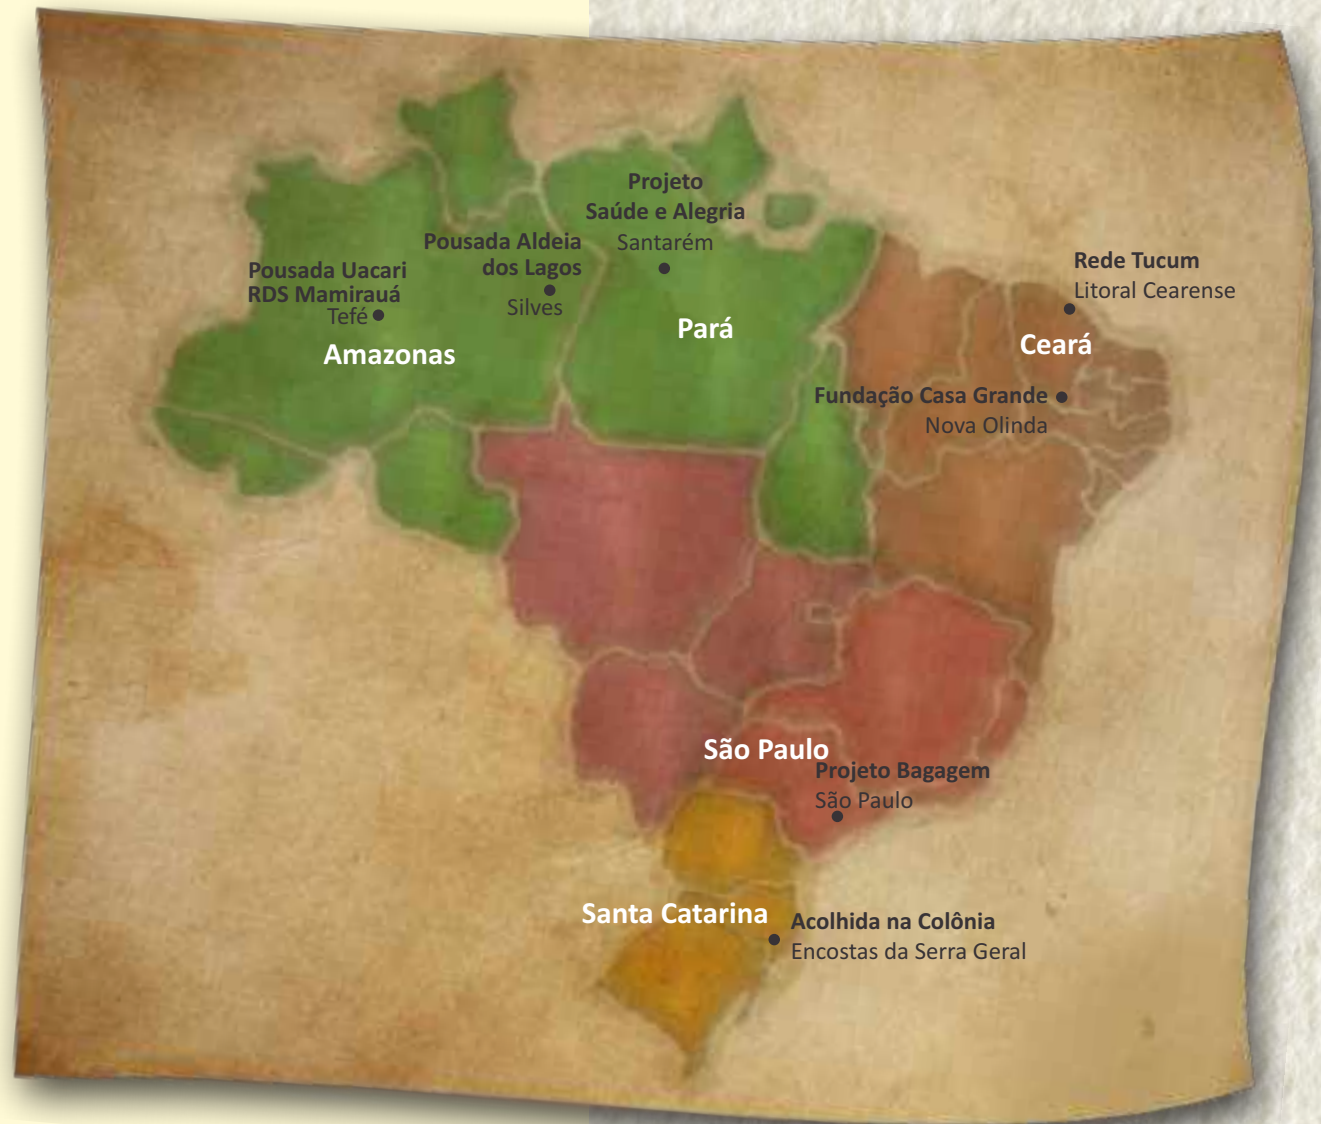 Projeto
Saúde e Alegria
Santarém
Pousada Aldeia
dos Lagos
Silves
Pousada Uacari
RDS Mamirauá
Tefé
Amazonas
Pará
Rede Tucum
Litoral Cearense
Ceará
Fundação Casa Grande
Nova Olinda
São Paulo
Projeto Bagagem
São Paulo
Santa Catarina
Acolhida na Colônia
Encostas da Serra Geral